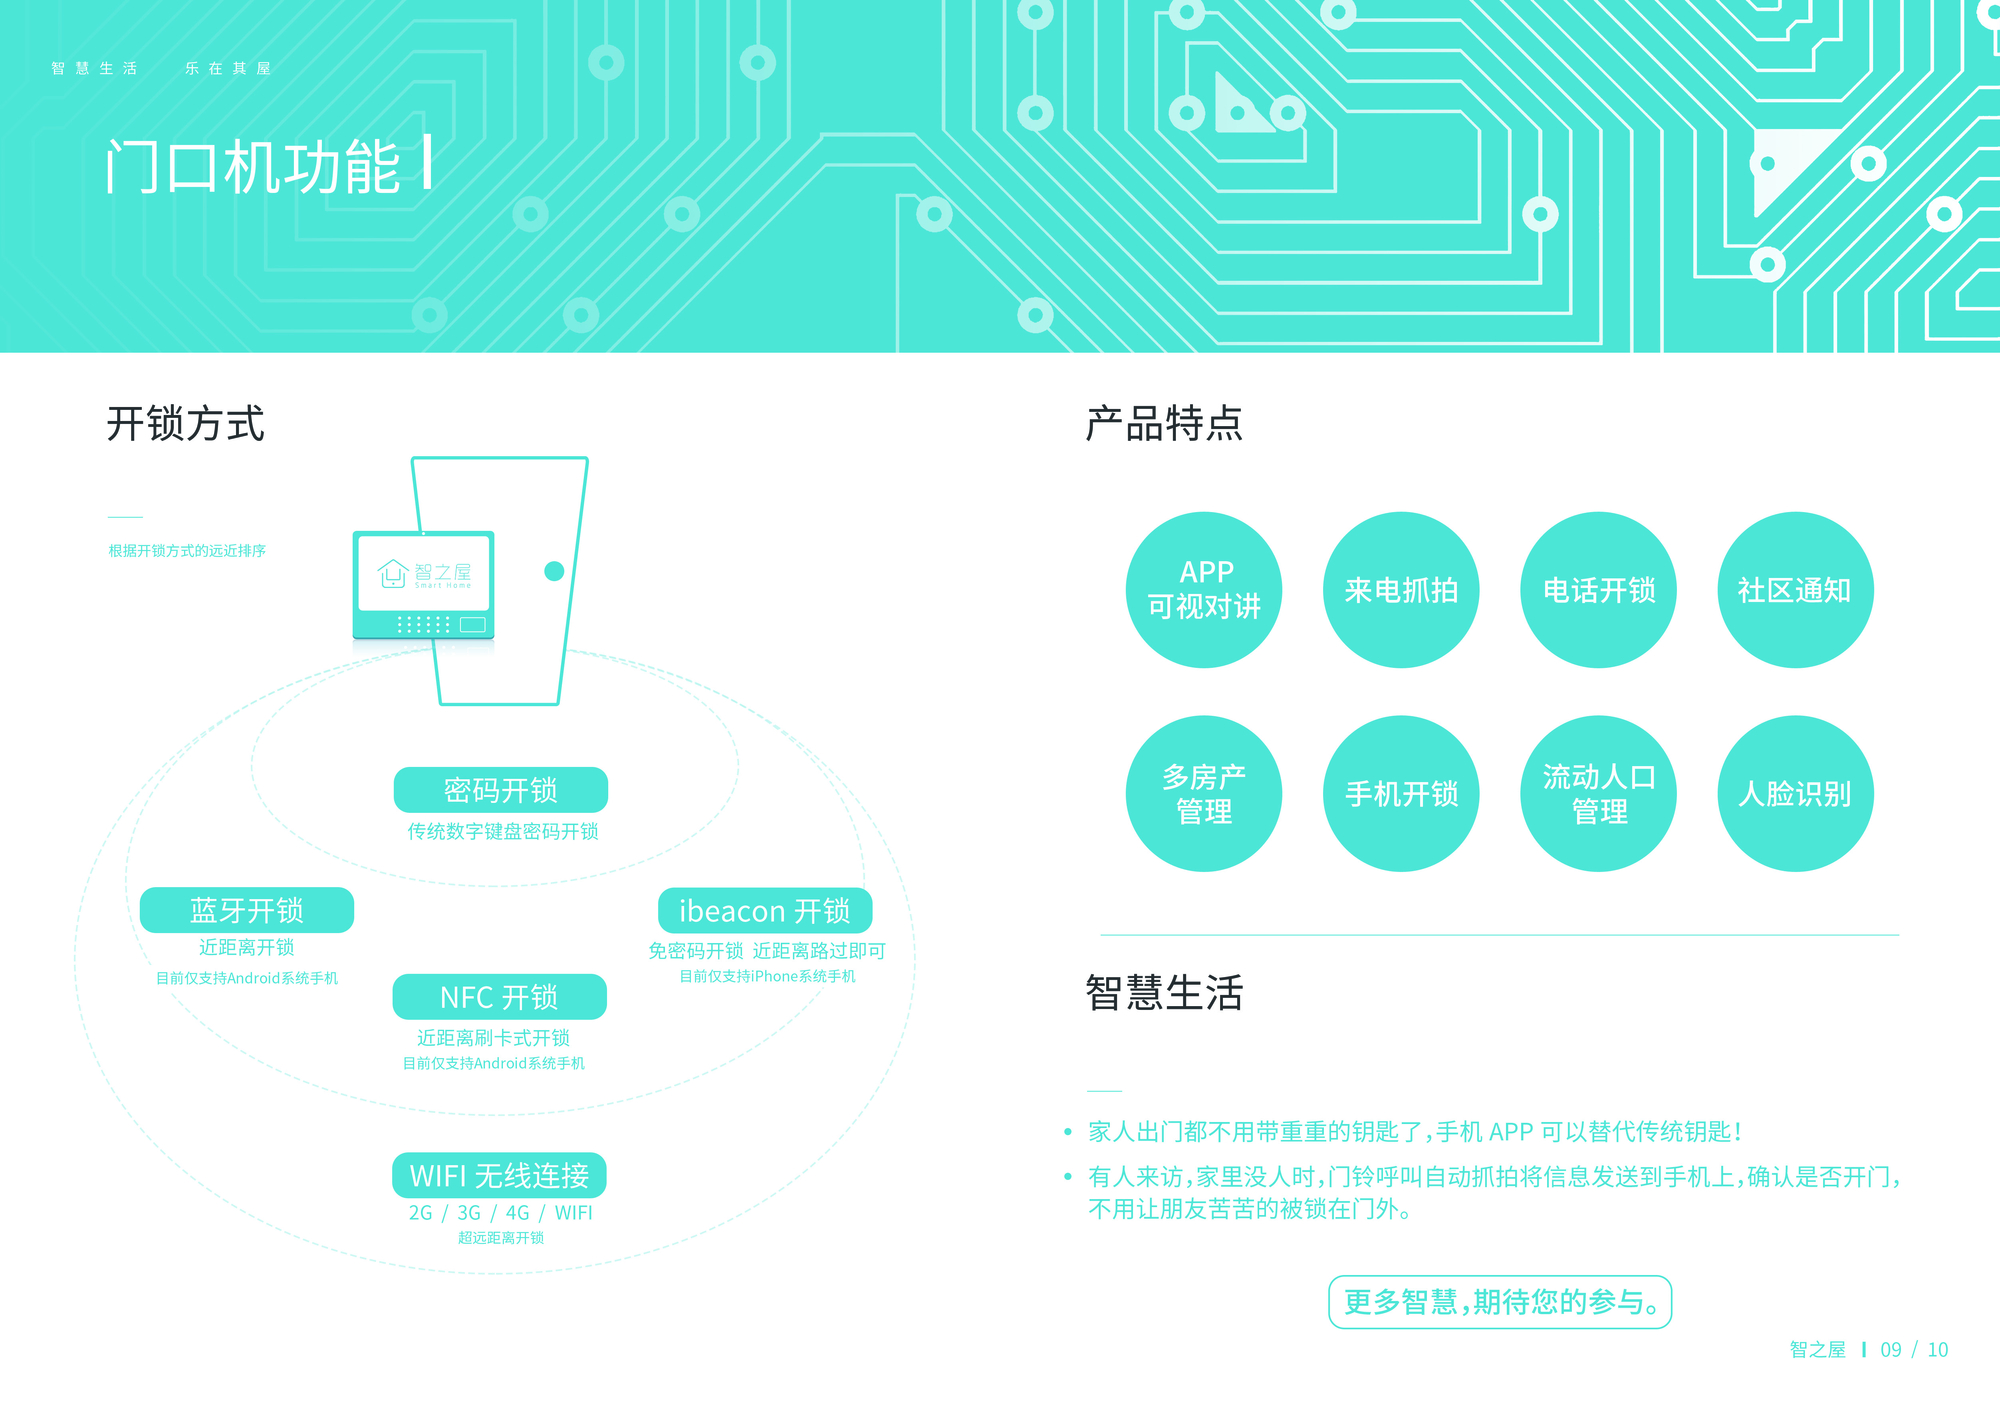 智慧生活 乐在其屋
门口机功能
开锁方式
根据开锁方式的远近排序
智之屋
Smart Home
密码开锁
传统数字键盘密码开锁
蓝牙开锁
近距离开锁
目前仅支持Android系统手机
ibeacon 开锁
免密码开锁 近距离路过即可
目前仅支持iPhone系统手机
NFC 开锁
近距离刷卡式开锁
目前仅支持Android系统手机
WIFI 无线连接
2G / 3G / 4G / WIFI
超远距离开锁
产品特点
APP
可视对讲
来电抓拍
电话开锁
社区通知
多房产
管理
手机开锁
流动人口
管理
人脸识别
智慧生活
• 家人出门都不用带重重的钥匙了，手机 APP 可以替代传统钥匙！
• 有人来访，家里没人时，门铃呼叫自动抓拍将信息发送到手机上，确认是否开门，
不用让朋友苦苦的被锁在门外。
更多智慧，期待您的参与。
智之屋 | 09 / 10